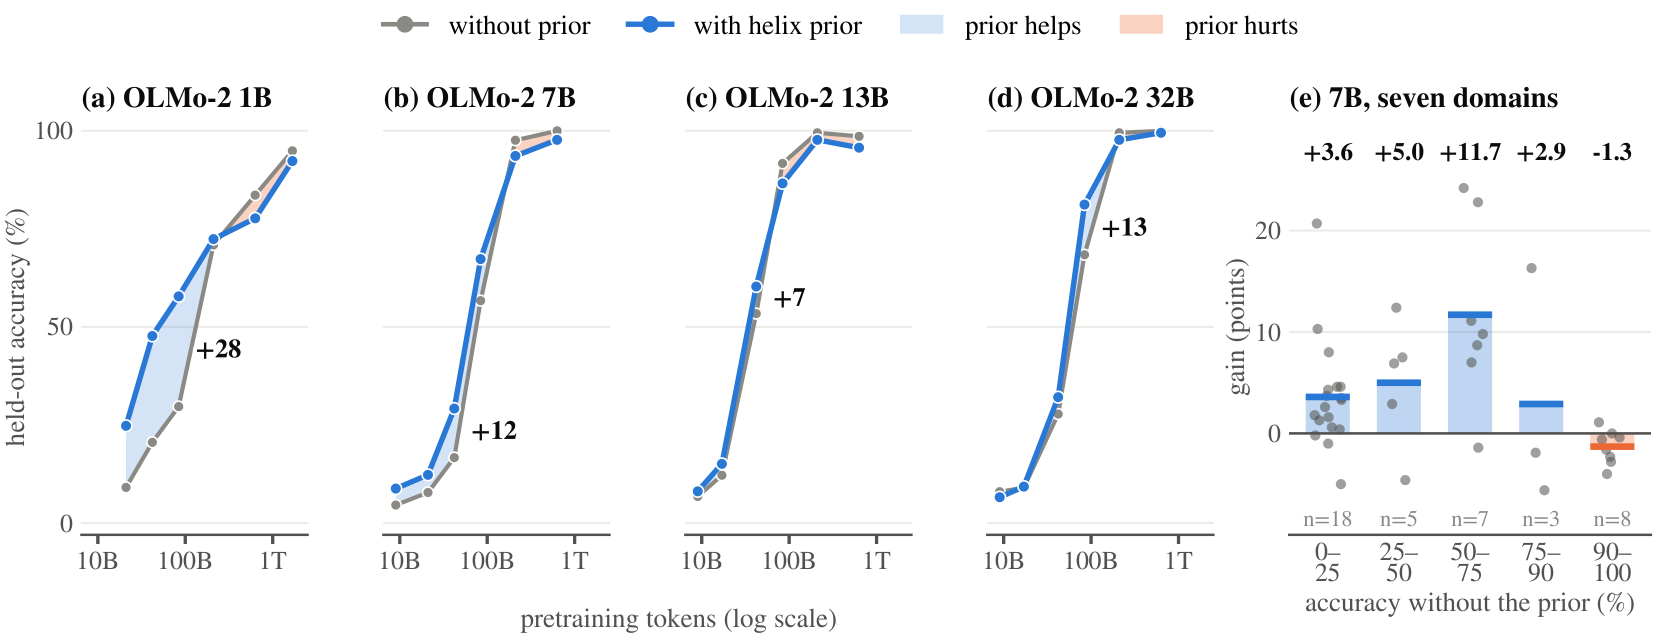 without prior
with helix prior
prior helps
prior hurts
(a) OLMo-2 1B
(b) OLMo-2 7B
(c) OLMo-2 13B
(d) OLMo-2 32B
(e) 7B, seven domains
held-out accuracy (%)
100
50
0
+28
+12
+7
+13
10B 100B 1T
10B 100B 1T
10B 100B 1T
10B 100B 1T
pretraining tokens (log scale)
+3.6 +5.0 +11.7 +2.9 -1.3
gain (points)
20
10
0
n=18 n=5 n=7 n=3 n=8
0– 25– 50– 75– 90–
25 50 75 90 100
accuracy without the prior (%)